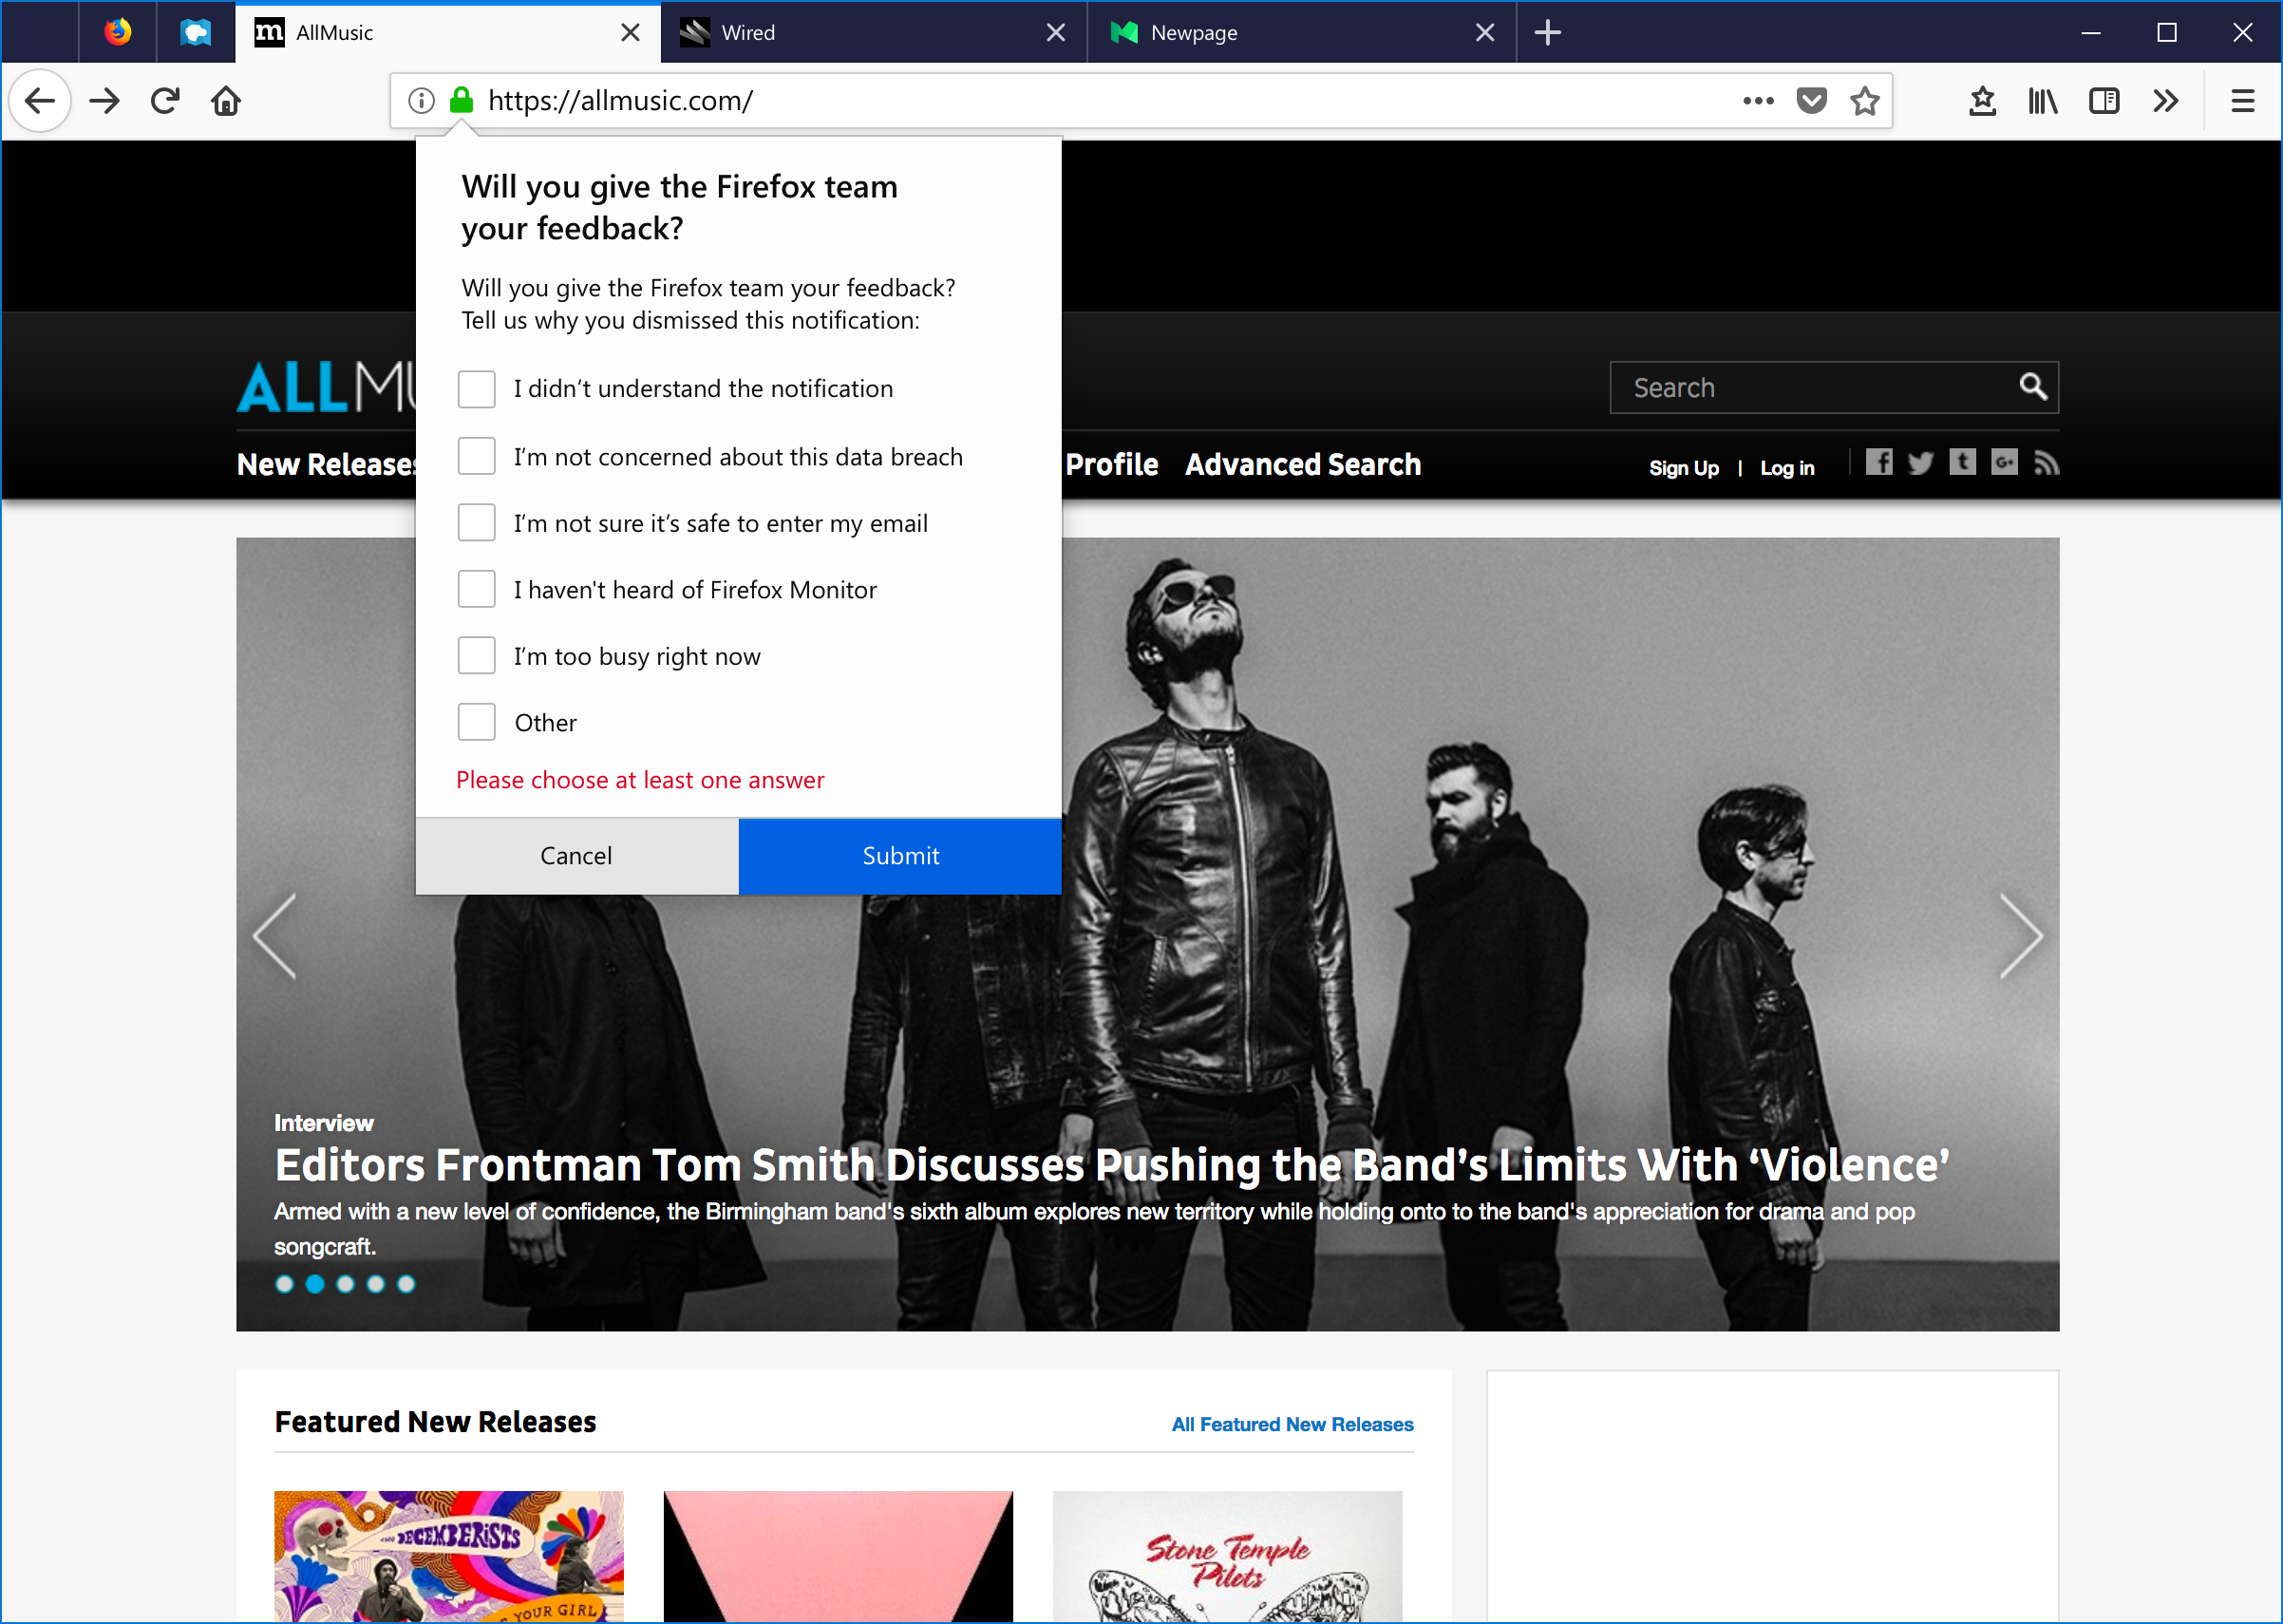 m AllMusic
Wired
Newpage
https://allmusic.com/
Will you give the Firefox team
your feedback?
Will you give the Firefox team your feedback?
Tell us why you dismissed this notification:
I didn’t understand the notification
I’m not concerned about this data breach
I’m not sure it’s safe to enter my email
I haven't heard of Firefox Monitor
I’m too busy right now
Other
Please choose at least one answer
Cancel
Submit
ALLMU
Search
New Releases
Profile
Advanced Search
Sign Up | Log in
Interview
Editors Frontman Tom Smith Discusses Pushing the Band’s Limits With ‘Violence’
Armed with a new level of confidence, the Birmingham band's sixth album explores new territory while holding onto to the band's appreciation for drama and pop
songcraft.
Featured New Releases
All Featured New Releases
THE DECEMBERISTS
YOUR GIRL
Stone Temple
Pilots